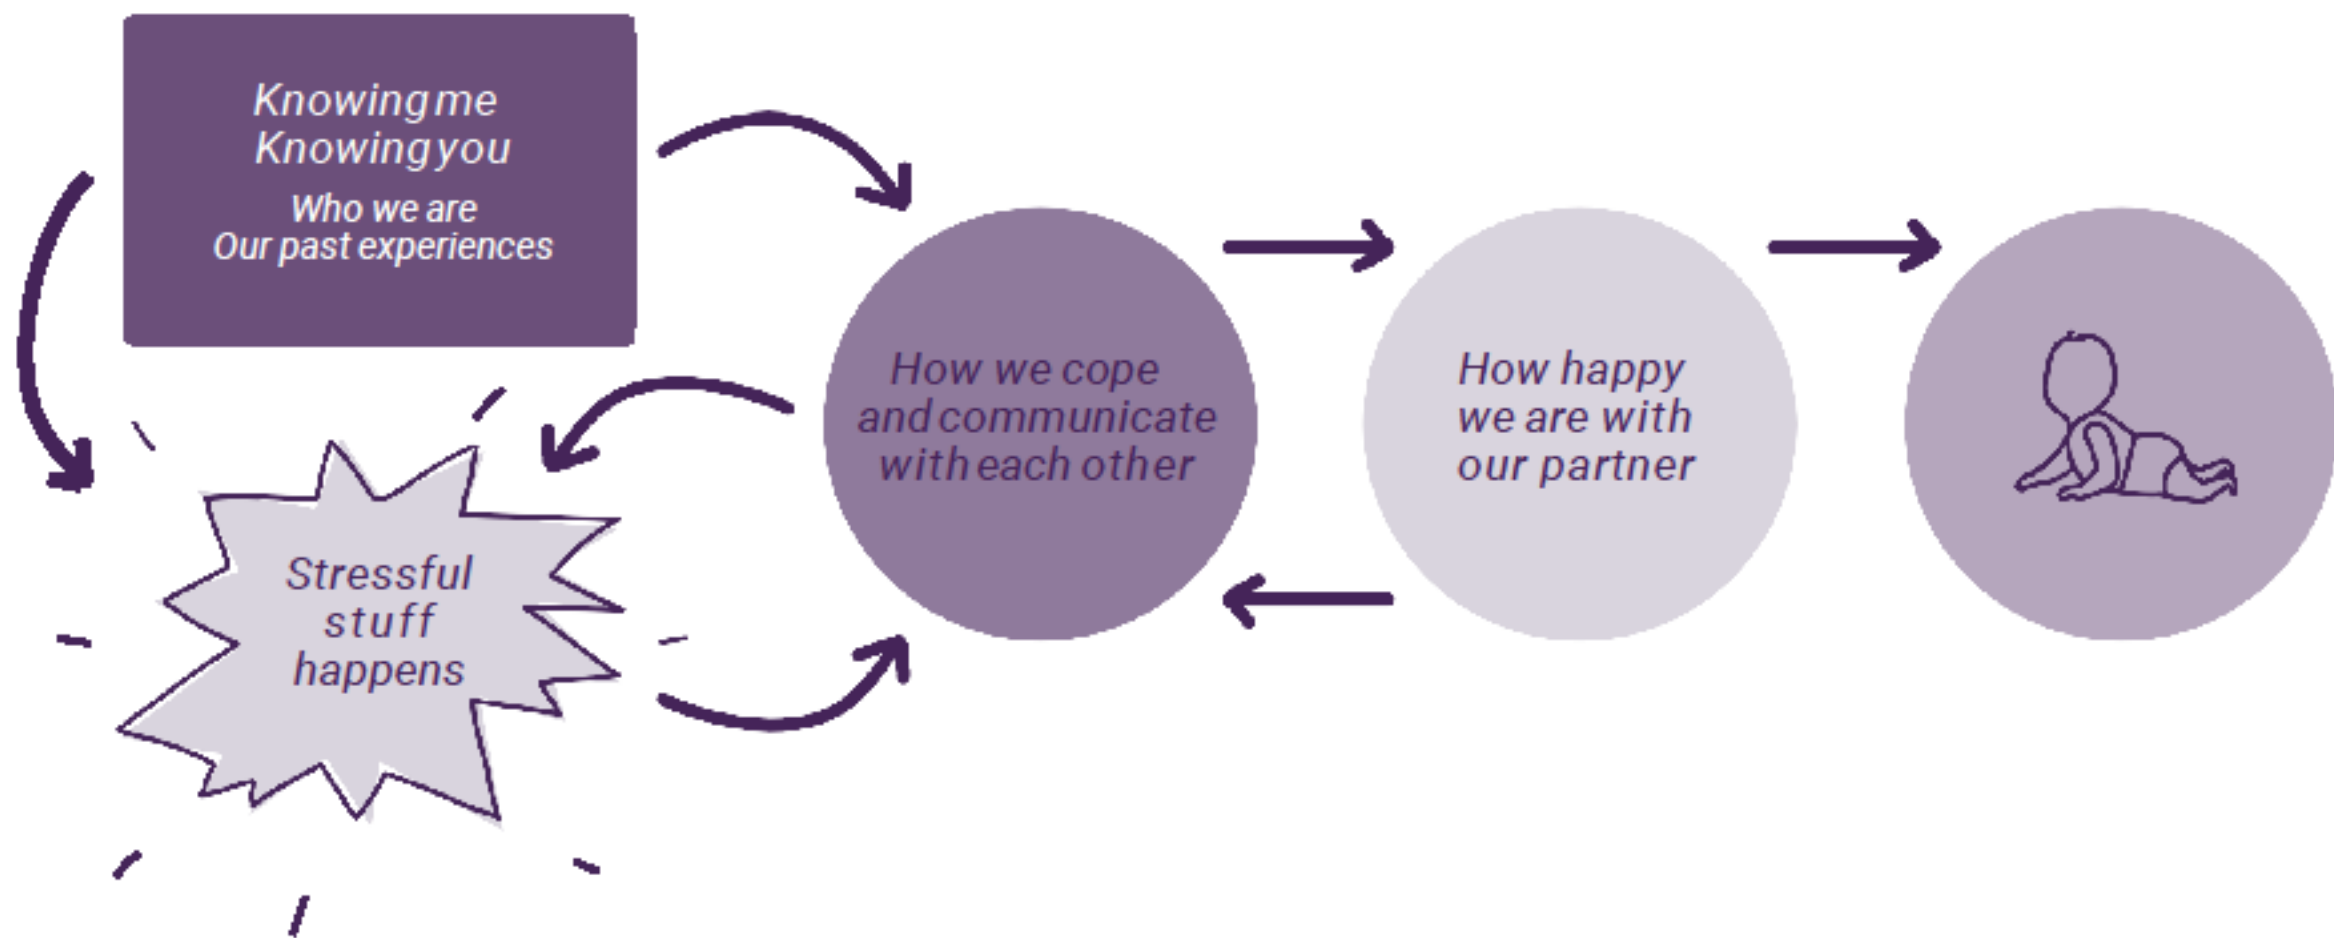 Knowing me
Knowing you
Who we are
Our past experiences
How we cope
and communicate
with each other
How happy
we are with
our partner
Stressful
stuff
happens